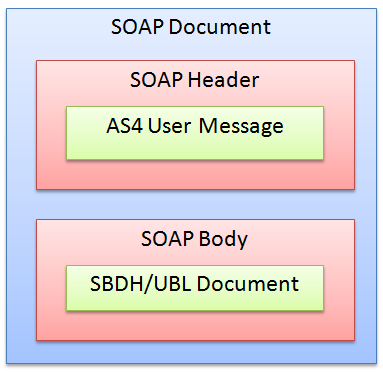 SOAP Document
SOAP Header
AS4 User Message
SOAP Body
SBDH/UBL Document